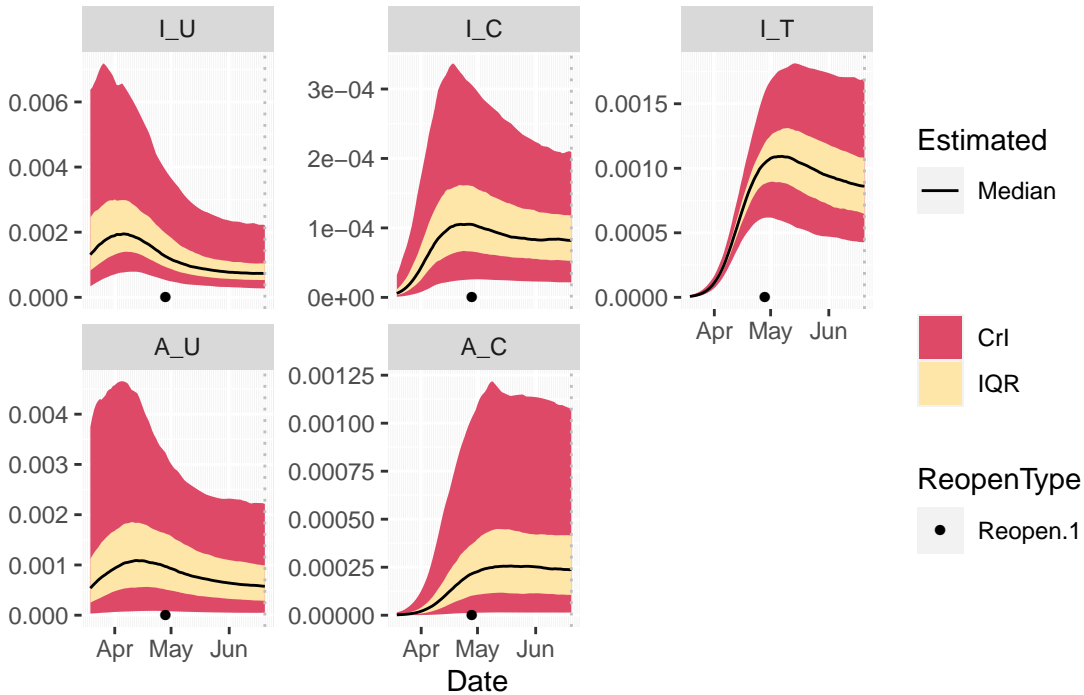 I_U
I_C
I_T
0.006
0.004
0.002
0.000
3e−04
2e−04
1e−04
0e+00
0.0015
0.0010
0.0005
0.0000
Apr May Jun
A_U
A_C
0.004
0.003
0.002
0.001
0.000
0.00125
0.00100
0.00075
0.00050
0.00025
0.00000
Apr May Jun
Apr May Jun
Date
Estimated
Median
CrI
IQR
ReopenType
Reopen.1